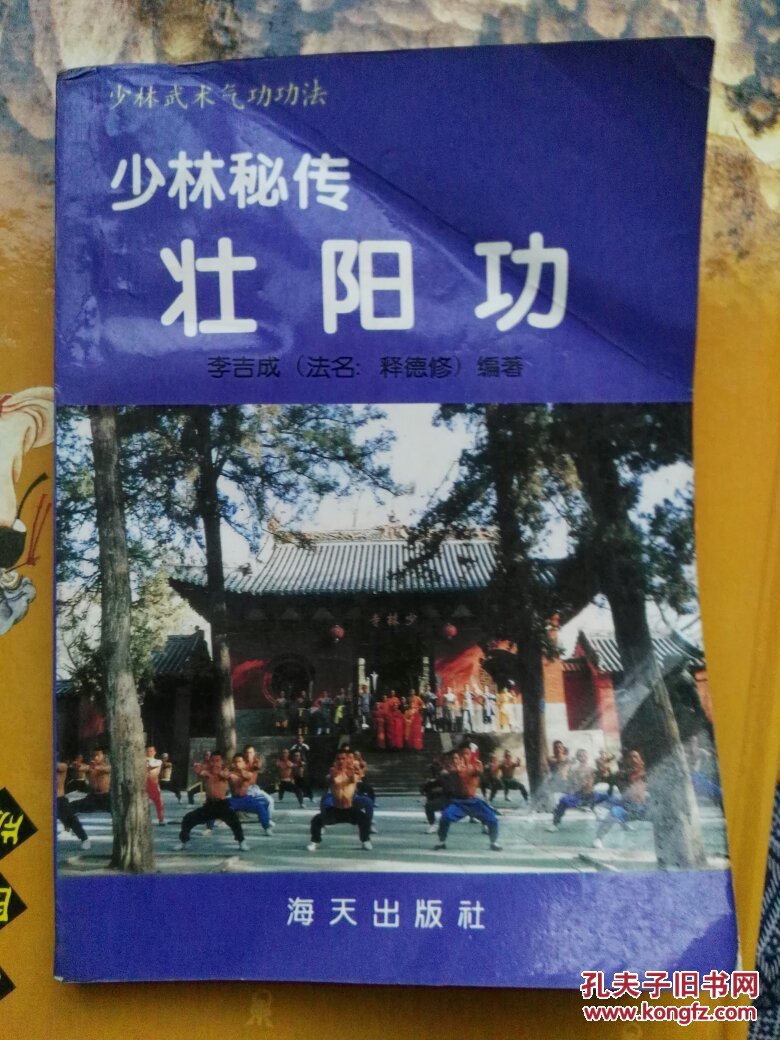 少林武术气功功法
少林秘传
壮阳功
李吉成（法名：释德修）编著
少林寺
海天出版社
孔夫子旧书网
www.kongfz.com